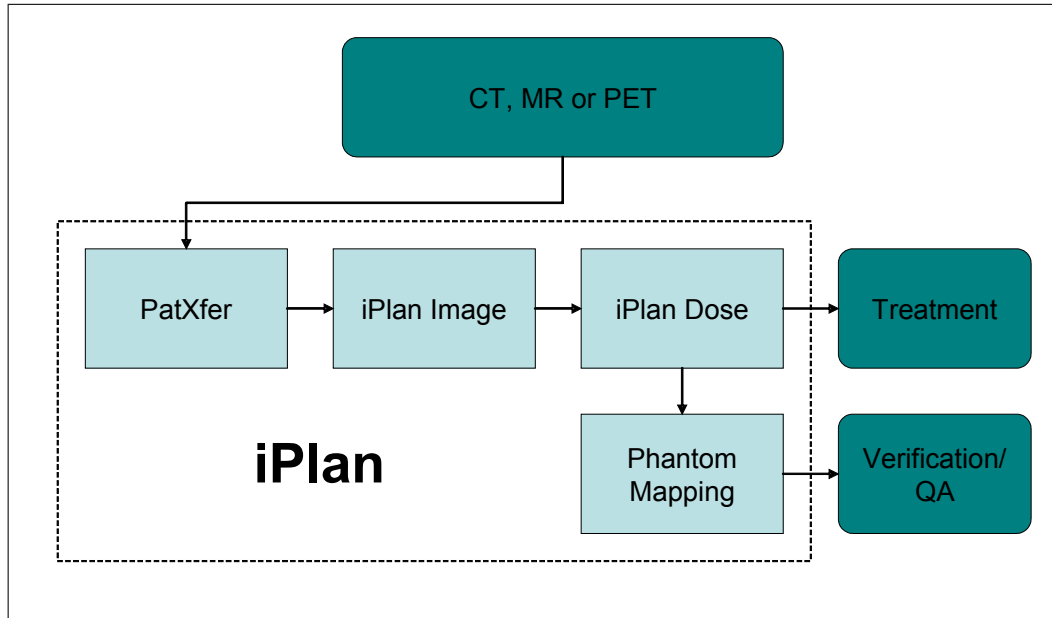 CT, MR or PET
PatXfer
iPlan Image
iPlan Dose
Treatment
iPlan
Phantom
Mapping
Verification/
QA